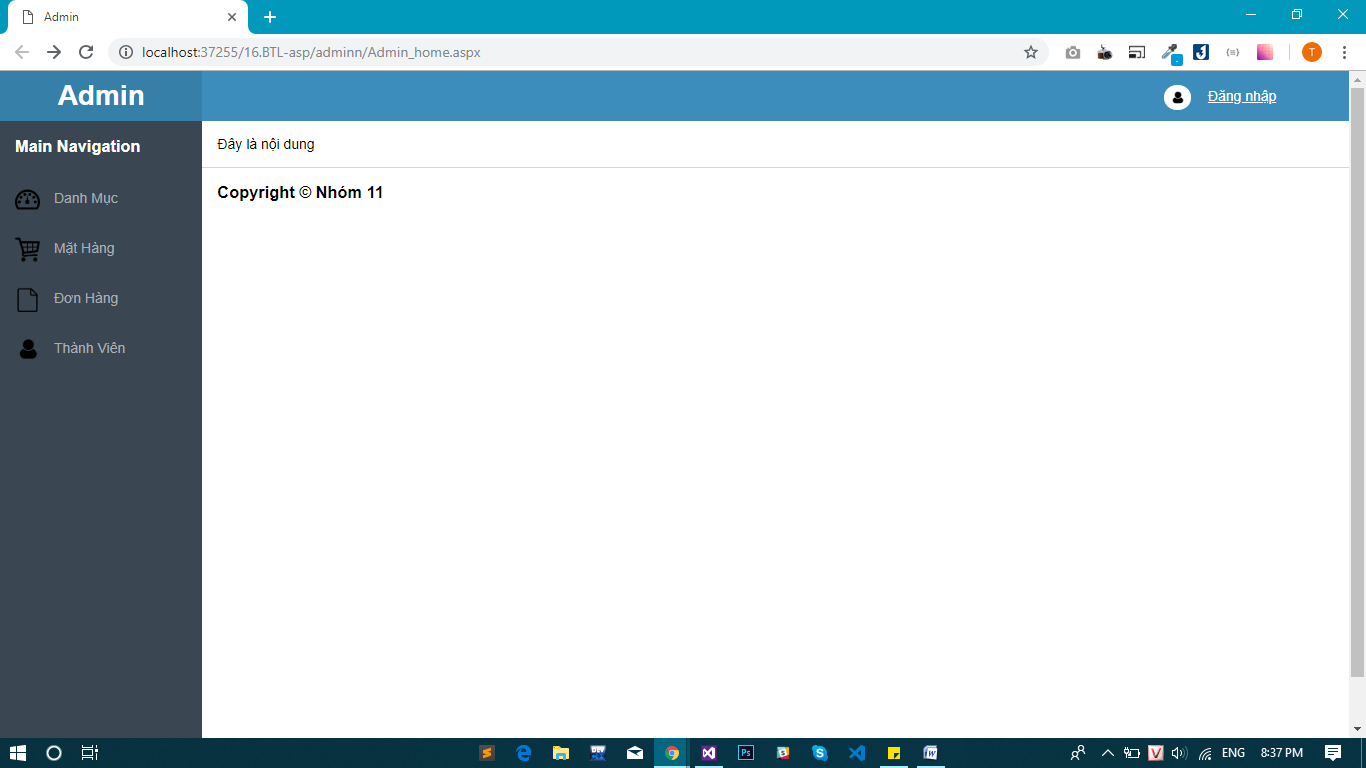 Admin
localhost:37255/16.BTL-asp/adminn/Admin_home.aspx
T
Admin
Đăng nhập
Main Navigation
Đây là nội dung
Danh Mục
Copyright © Nhóm 11
Mặt Hàng
Đơn Hàng
Thành Viên
ENG
8:37 PM